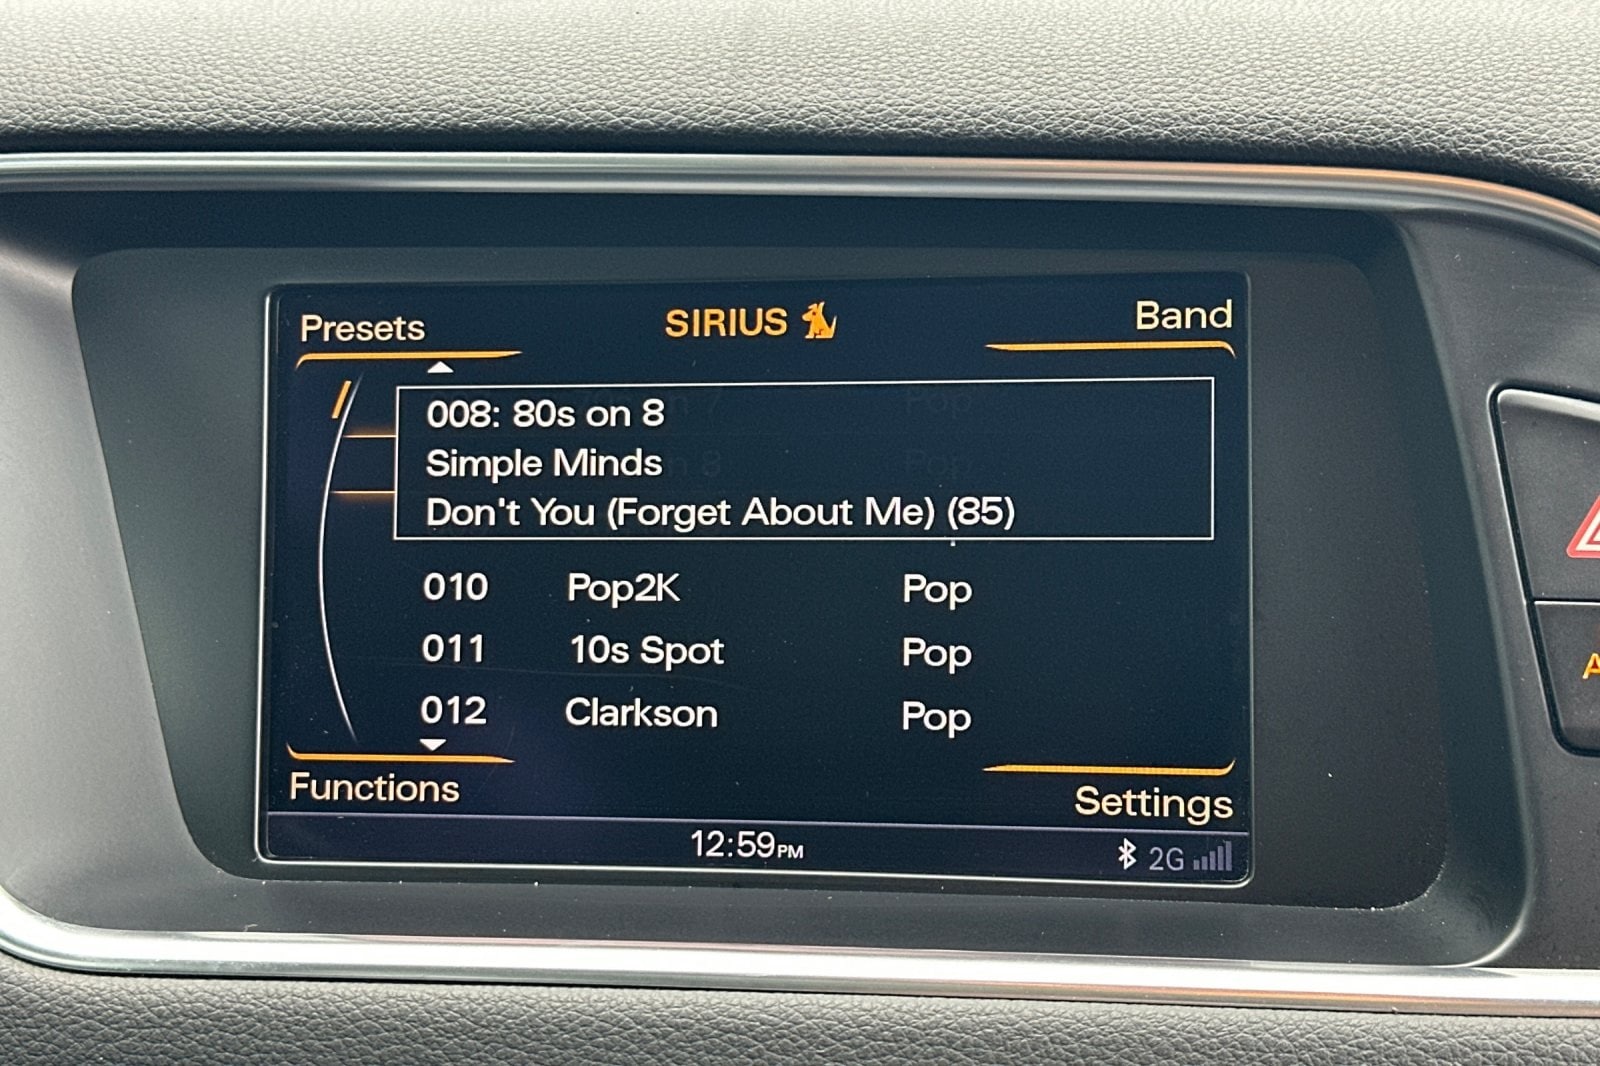 Presets
SIRIUS
Band
008: 80s on 8
Simple Minds
Don't You (Forget About Me) (85)
010 Pop2K Pop
011 10s Spot Pop
012 Clarkson Pop
Functions
Settings
12:59PM
2G